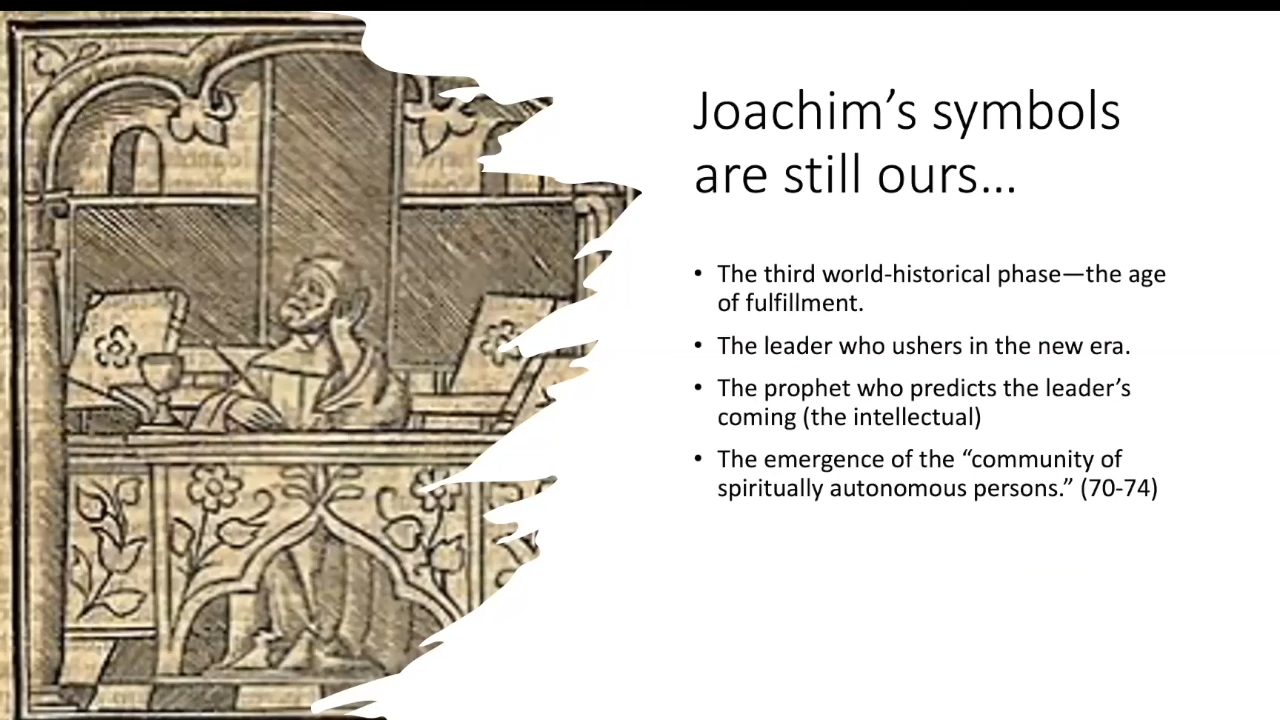 Joachim’s symbols
are still ours…
• The third world-historical phase—the age
of fulfillment.
• The leader who ushers in the new era.
• The prophet who predicts the leader’s
coming (the intellectual)
• The emergence of the “community of
spiritually autonomous persons.” (70-74)